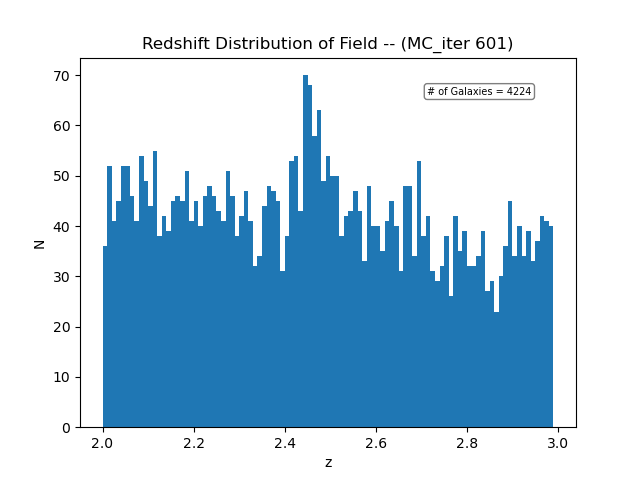 Redshift Distribution of Field -- (MC_iter 601)
# of Galaxies = 4224
70
60
50
40
30
20
10
0
N
2.0 2.2 2.4 2.6 2.8 3.0
z